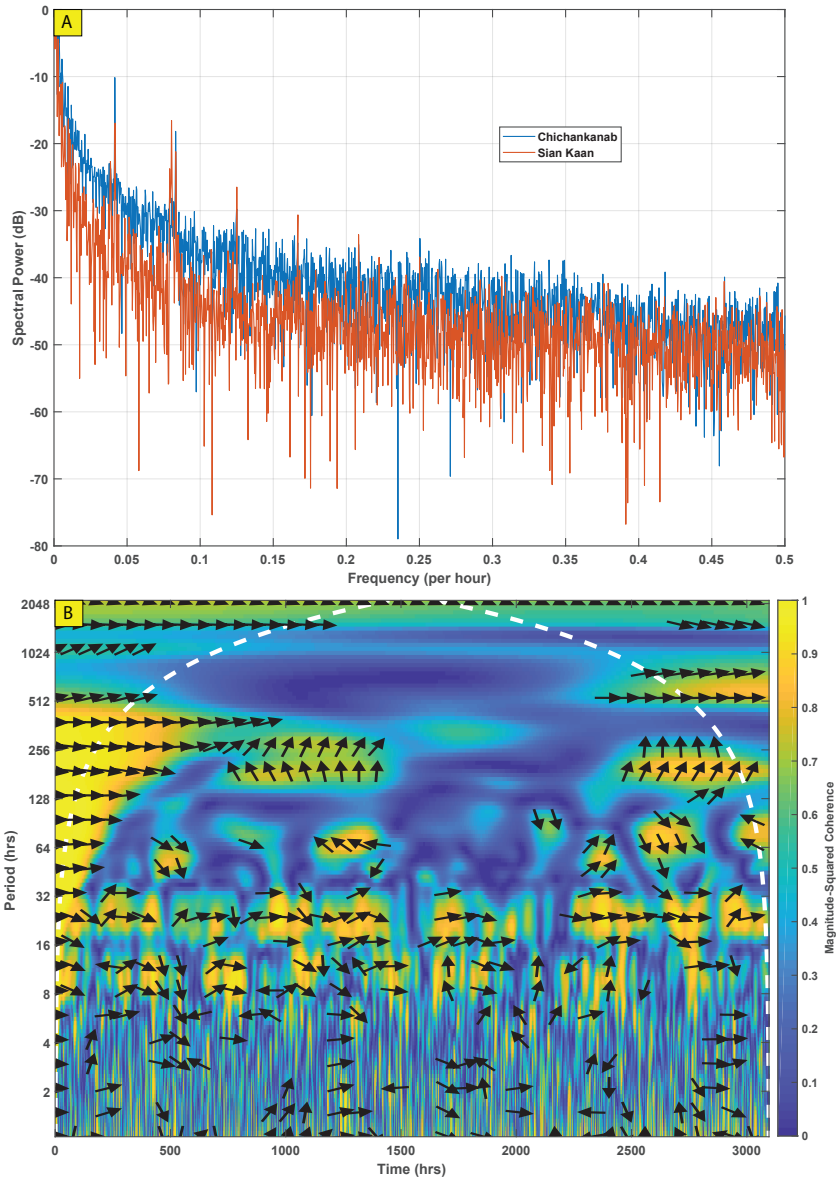 A
0
-10
-20
-30
-40
-50
-60
-70
-80
Spectral Power (dB)
Chichankanab
Sian Kaan
0 0.05 0.1 0.15 0.2 0.25 0.3 0.35 0.4 0.45 0.5
Frequency (per hour)
B
2048
1024
512
256
128
64
32
16
8
4
2
Period (hrs)
0 500 1000 1500 2000 2500 3000
Time (hrs)
1
0.9
0.8
0.7
0.6
0.5
0.4
0.3
0.2
0.1
0
Magnitude-Squared Coherence